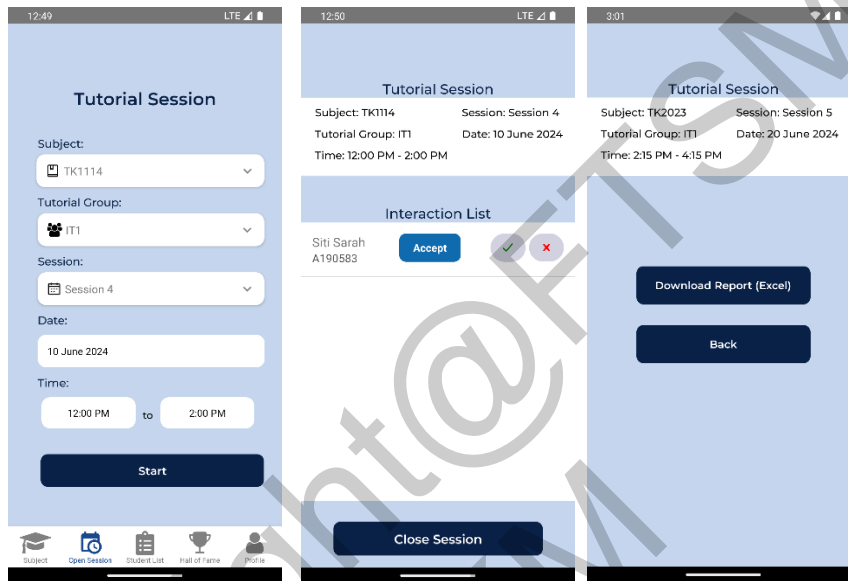 12:49 LTE
Tutorial Session
Subject:
TK1114
Tutorial Group:
IT1
Session:
Session 4
Date:
10 June 2024
Time:
12:00 PM to 2:00 PM
Start
Subject Open Session Student List Hall of Fame Profile
12:50 LTE
Tutorial Session
Subject: TK1114 Session: Session 4
Tutorial Group: IT1 Date: 10 June 2024
Time: 12:00 PM - 2:00 PM
Interaction List
Siti Sarah
A190583
Accept
Close Session
3:01
Tutorial Session
Subject: TK2023 Session: Session 5
Tutorial Group: IT1 Date: 20 June 2024
Time: 2:15 PM - 4:15 PM
Download Report (Excel)
Back
ght@FTSM